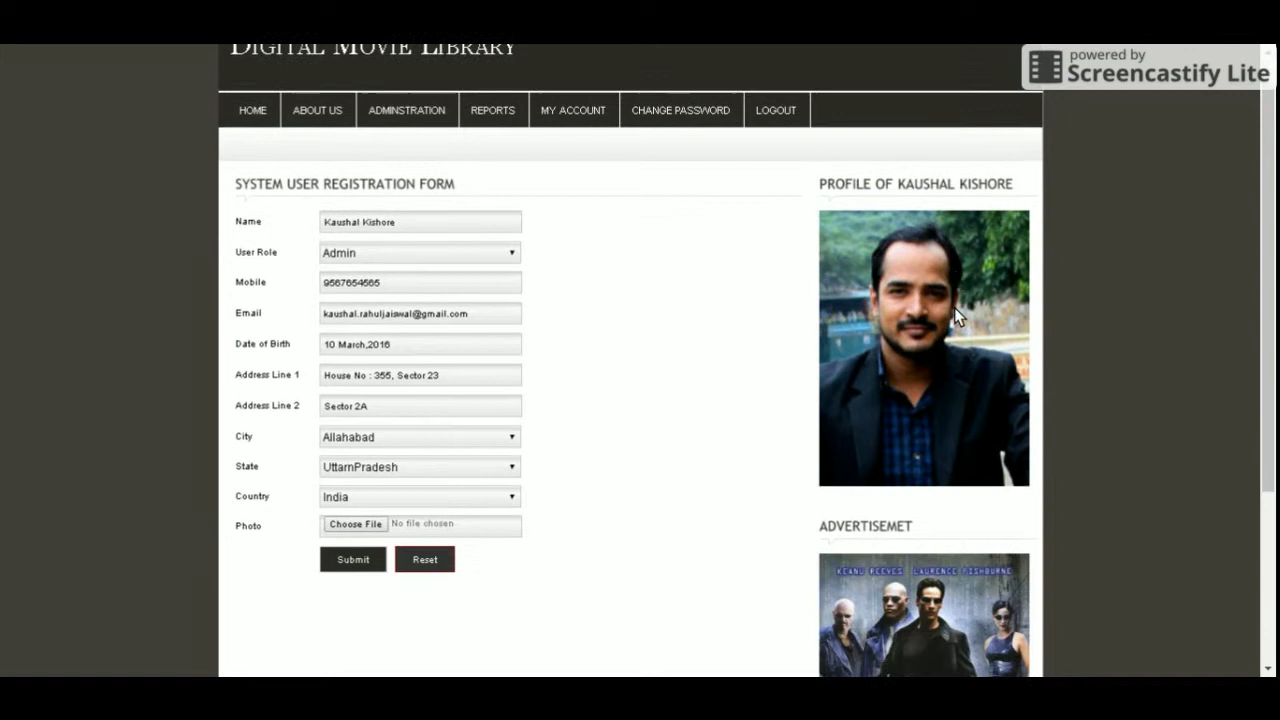 DIGITAL MOVIE LIBRARY
powered by
Screencastify Lite
HOME ABOUT US ADMINSTRATION REPORTS MY ACCOUNT CHANGE PASSWORD LOGOUT
SYSTEM USER REGISTRATION FORM
Name Kaushal Kishore
User Role Admin
Mobile 9567654565
Email kaushal.rahuljaiswal@gmail.com
Date of Birth 10 March,2016
Address Line 1 House No : 355, Sector 23
Address Line 2 Sector 2A
City Allahabad
State UttarnPradesh
Country India
Photo Choose File No file chosen
Submit Reset
PROFILE OF KAUSHAL KISHORE
ADVERTISEMET
KEANU REEVES LAURENCE FISHBURNE